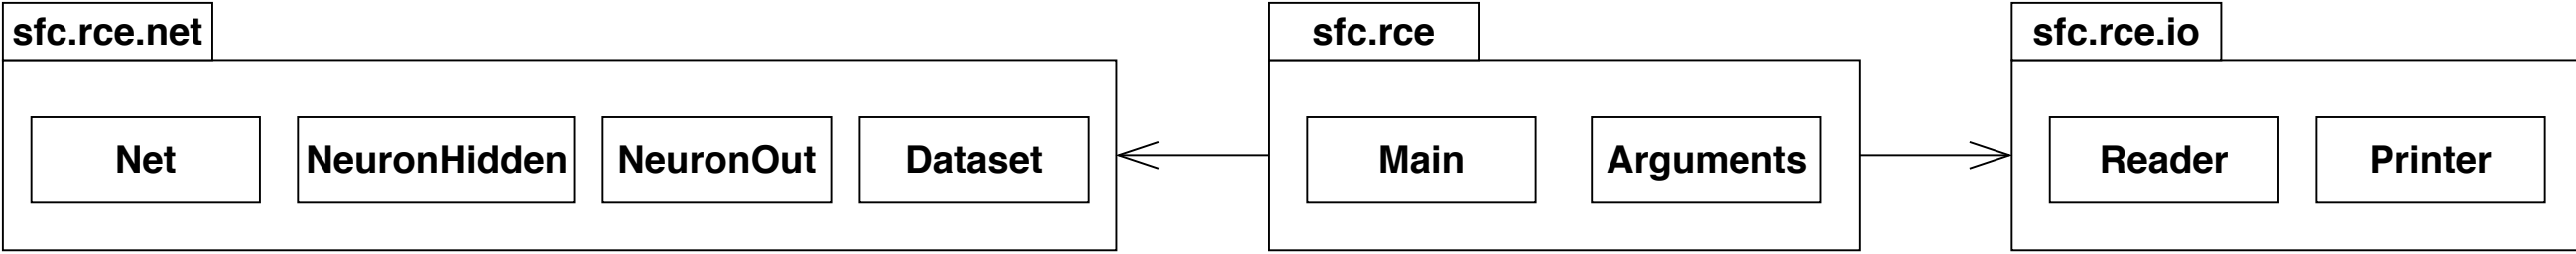 sfc.rce.net
Net
NeuronHidden
NeuronOut
Dataset
sfc.rce
Main
Arguments
sfc.rce.io
Reader
Printer